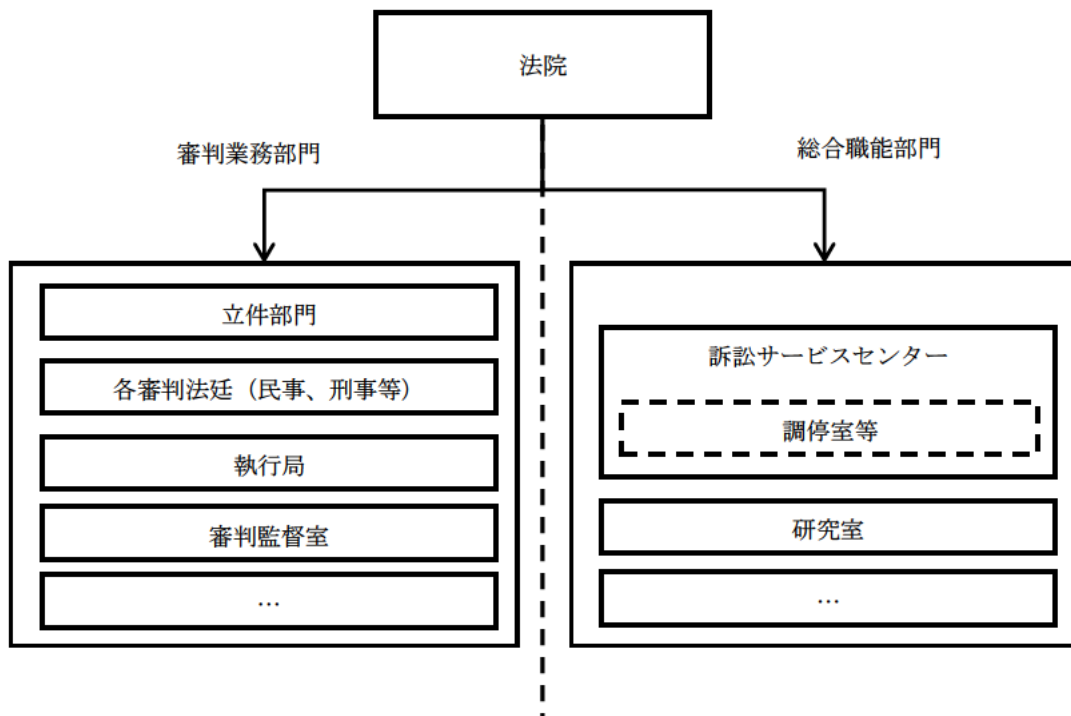 法院
審判業務部門
総合職能部門
立件部門
各審判法廷（民事、刑事等）
執行局
審判監督室
…
訴訟サービスセンター
調停室等
研究室
…